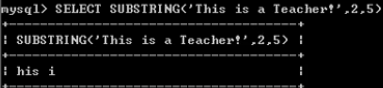 mysql> SELECT SUBSTRING('This is a Teacher!',2,5)
+-----------------------------------+
| SUBSTRING('This is a Teacher!',2,5) |
+-----------------------------------+
| his i |
+-----------------------------------+